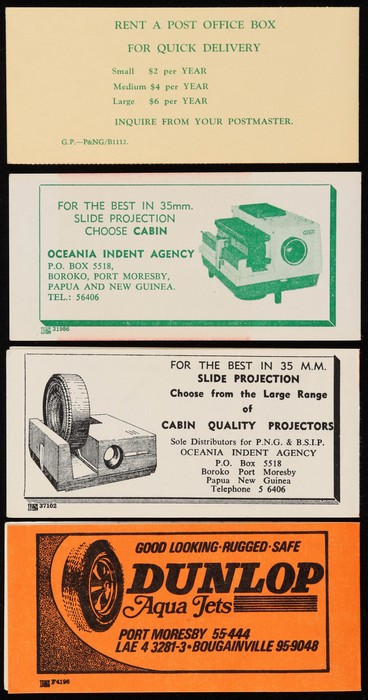 RENT A POST OFFICE BOX
FOR QUICK DELIVERY
Small $2 per YEAR
Medium $4 per YEAR
Large $6 per YEAR
INQUIRE FROM YOUR POSTMASTER.
G.P.—P&NG/B1112.
FOR THE BEST IN 35mm.
SLIDE PROJECTION
CHOOSE CABIN
OCEANIA INDENT AGENCY
P.O. BOX 5518,
BOROKO, PORT MORESBY,
PAPUA AND NEW GUINEA.
TEL.: 56406
31986
FOR THE BEST IN 35 M.M.
SLIDE PROJECTION
Choose from the Large Range
of
CABIN QUALITY PROJECTORS
Sole Distributors for P.N.G. & B.S.I.P.
OCEANIA INDENT AGENCY
P.O. Box 5518
Boroko Port Moresby
Papua New Guinea
Telephone 5 6406
37102
GOOD LOOKING·RUGGED·SAFE
DUNLOP
Aqua Jets
PORT MORESBY 55-444
LAE 4 3281-3•BOUGAINVILLE 95-9048
F4196